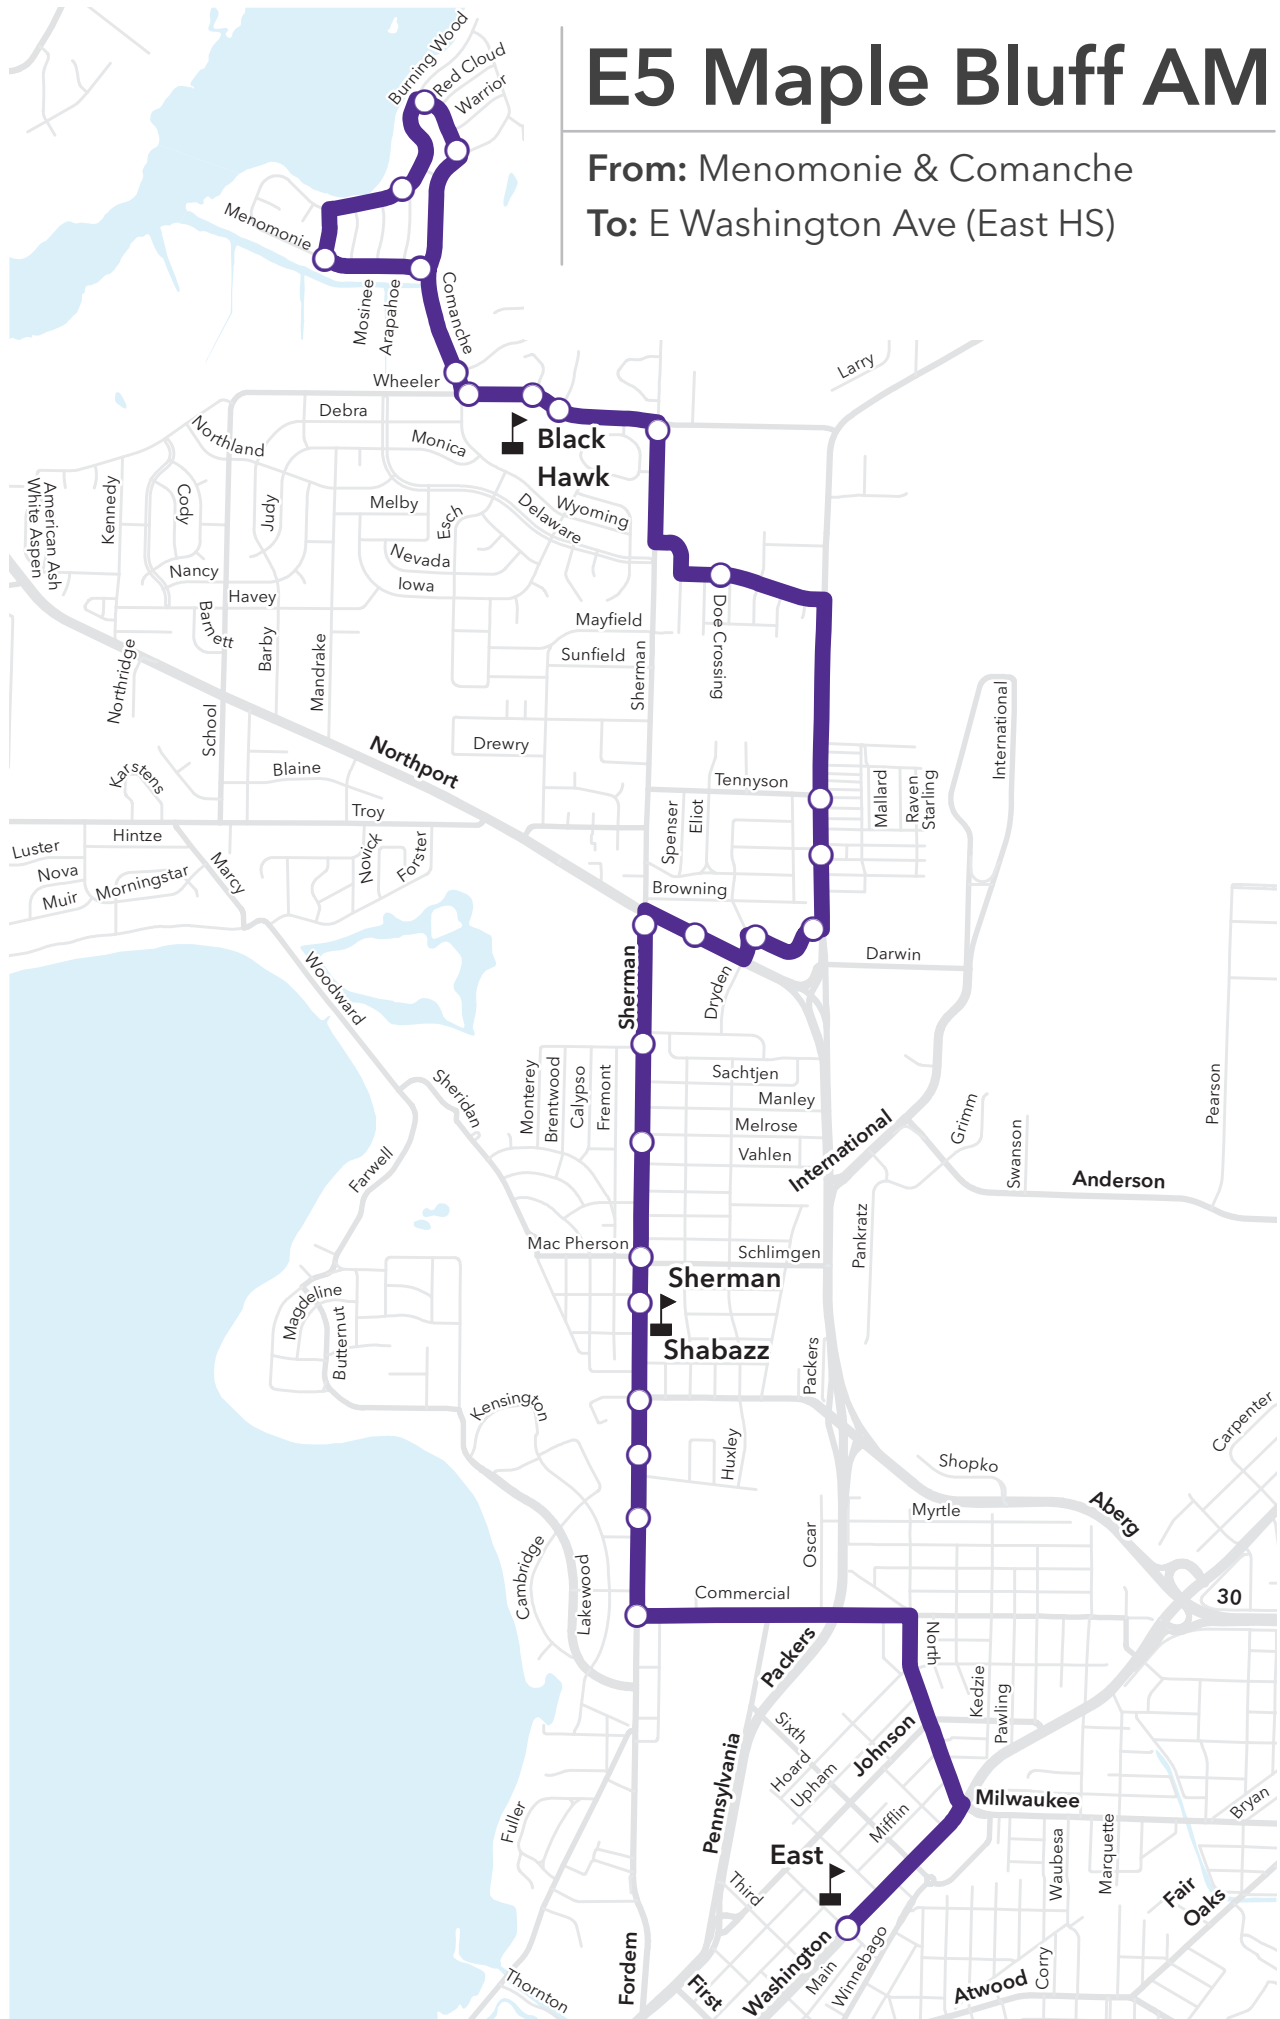 E5 Maple Bluff AM
From: Menomonie & Comanche
To: E Washington Ave (East HS)
Burning Wood
Red Cloud
Warrior
Menomonie
Mosinee
Arapahoe
Comanche
Wheeler
Larry
Debra
Northland
Monica
Black
Hawk
American Ash
White Aspen
Kennedy
Cody
Judy
Melby
Esch
Delaware
Wyoming
Nevada
Iowa
Nancy
Havey
Barnett
Barby
Mandrake
Northridge
School
Mayfield
Sunfield
Sherman
Doe Crossing
International
Northport
Drewry
Karstens
Blaine
Troy
Tennyson
Spenser
Eliot
Mallard
Raven
Starling
Hintze
Luster
Nova
Muir
Morningstar
Marcy
Novick
Forster
Browning
Woodward
Sherman
Dryden
Darwin
Sheridan
Monterey
Brentwood
Calypso
Fremont
Sachtjen
Manley
Melrose
Vahlen
International
Grimm
Swanson
Pearson
Anderson
Farwell
Mac Pherson
Schlimgen
Pankratz
Sherman
Shabazz
Magdeline
Butternut
Packers
Kensington
Huxley
Shopko
Carpenter
Myrtle
Aberg
Oscar
Cambridge
Lakewood
Commercial
30
North
Packers
Kedzie
Pawling
Sixth
Johnson
Hoard
Upham
Pennsylvania
Mifflin
Milwaukee
Bryan
Fuller
East
Third
Waubesa
Marquette
Fair
Oaks
Fordem
Washington
Main
Winnebago
First
Thornton
Atwood
Corry